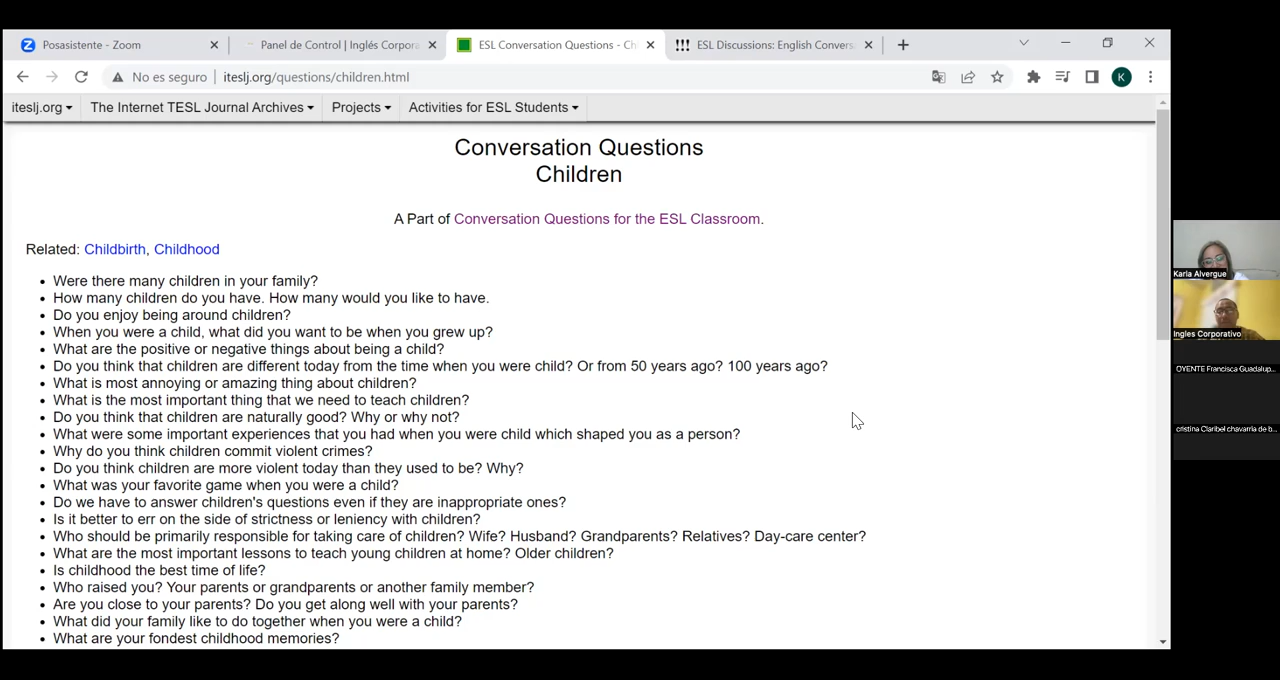 Posasistente - Zoom
Panel de Control | Inglés Corpora
ESL Conversation Questions - Ch
ESL Discussions: English Convers
No es seguro
iteslj.org/questions/children.html
K
iteslj.org
The Internet TESL Journal Archives
Projects
Activities for ESL Students
Conversation Questions
Children
A Part of Conversation Questions for the ESL Classroom.
Related: Childbirth, Childhood
Were there many children in your family?
How many children do you have. How many would you like to have.
Do you enjoy being around children?
When you were a child, what did you want to be when you grew up?
What are the positive or negative things about being a child?
Do you think that children are different today from the time when you were child? Or from 50 years ago? 100 years ago?
What is most annoying or amazing thing about children?
What is the most important thing that we need to teach children?
Do you think that children are naturally good? Why or why not?
What were some important experiences that you had when you were child which shaped you as a person?
Why do you think children commit violent crimes?
Do you think children are more violent today than they used to be? Why?
What was your favorite game when you were a child?
Do we have to answer children's questions even if they are inappropriate ones?
Is it better to err on the side of strictness or leniency with children?
Who should be primarily responsible for taking care of children? Wife? Husband? Grandparents? Relatives? Day-care center?
What are the most important lessons to teach young children at home? Older children?
Is childhood the best time of life?
Who raised you? Your parents or grandparents or another family member?
Are you close to your parents? Do you get along well with your parents?
What did your family like to do together when you were a child?
What are your fondest childhood memories?
Karla Alvergue
Ingles Corporativo
OYENTE Francisca Guadalup...
cristina Claribel chavarria de b...